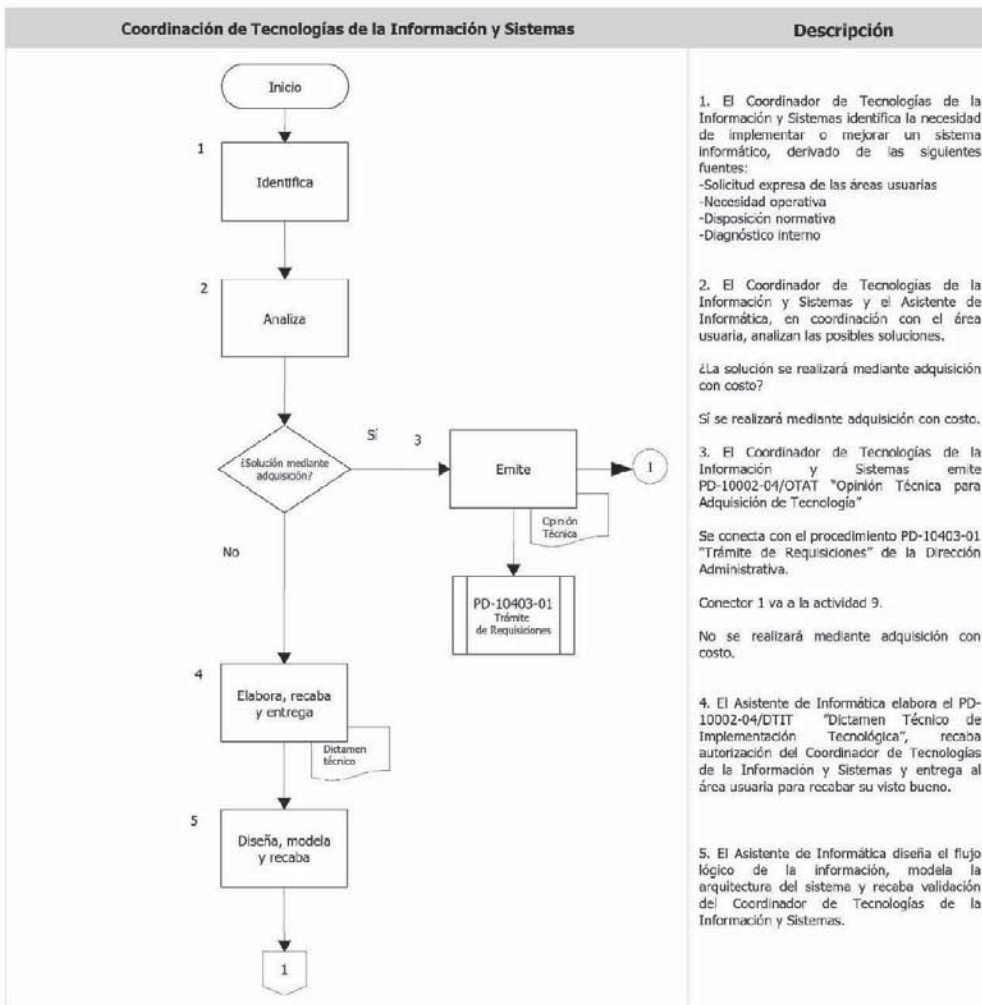 Coordinación de Tecnologías de la Información y Sistemas
Descripción
Inicio
1
Identifica
2
Analiza
¿Solución mediante
adquisición?
Sí
3
Emite
1
Opinión
Técnica
No
PD-10403-01
Trámite
de Requisiciones
4
Elabora, recaba
y entrega
Dictamen
técnico
5
Diseña, modela
y recaba
1
1. El Coordinador de Tecnologías de la
Información y Sistemas identifica la necesidad
de implementar o mejorar un sistema
informático, derivado de las siguientes
fuentes:
-Solicitud expresa de las áreas usuarias
-Necesidad operativa
-Disposición normativa
-Diagnóstico interno
2. El Coordinador de Tecnologías de la
Información y Sistemas y el Asistente de
Informática, en coordinación con el área
usuaria, analizan las posibles soluciones.
¿La solución se realizará mediante adquisición
con costo?
Sí se realizará mediante adquisición con costo.
3. El Coordinador de Tecnologías de la
Información y Sistemas emite
PD-10002-04/OTAT "Opinión Técnica para
Adquisición de Tecnología"
Se conecta con el procedimiento PD-10403-01
"Trámite de Requisiciones" de la Dirección
Administrativa.
Conector 1 va a la actividad 9.
No se realizará mediante adquisición con
costo.
4. El Asistente de Informática elabora el PD-
10002-04/DTIT "Dictamen Técnico de
Implementación Tecnológica", recaba
autorización del Coordinador de Tecnologías
de la Información y Sistemas y entrega al
área usuaria para recabar su visto bueno.
5. El Asistente de Informática diseña el flujo
lógico de la información, modela la
arquitectura del sistema y recaba validación
del Coordinador de Tecnologías de la
Información y Sistemas.